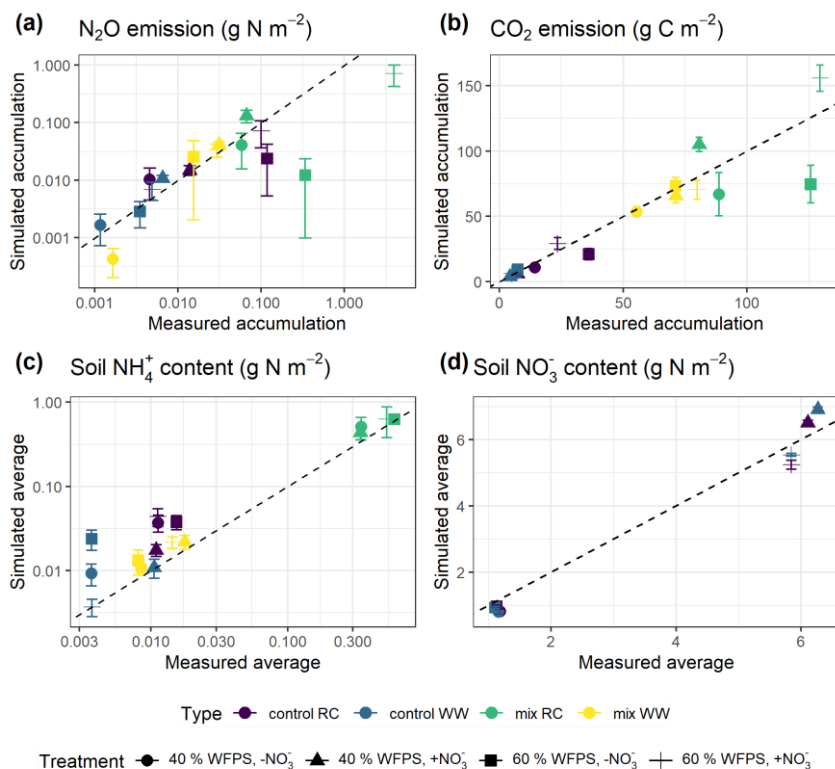 (a) N₂O emission (g N m⁻²)
1.000
0.100
0.010
0.001
Simulated accumulation
0.001 0.010 0.100 1.000
Measured accumulation
(b) CO₂ emission (g C m⁻²)
150
100
50
0
Simulated accumulation
0 50 100
Measured accumulation
(c) Soil NH₄⁺ content (g N m⁻²)
1.00
0.10
0.01
Simulated average
0.003 0.010 0.030 0.100 0.300
Measured average
(d) Soil NO₃⁻ content (g N m⁻²)
6
4
2
Simulated average
2 4 6
Measured average
Type control RC control WW mix RC mix WW
Treatment 40 % WFPS, -NO₃⁻ 40 % WFPS, +NO₃⁻ 60 % WFPS, -NO₃⁻ 60 % WFPS, +NO₃⁻